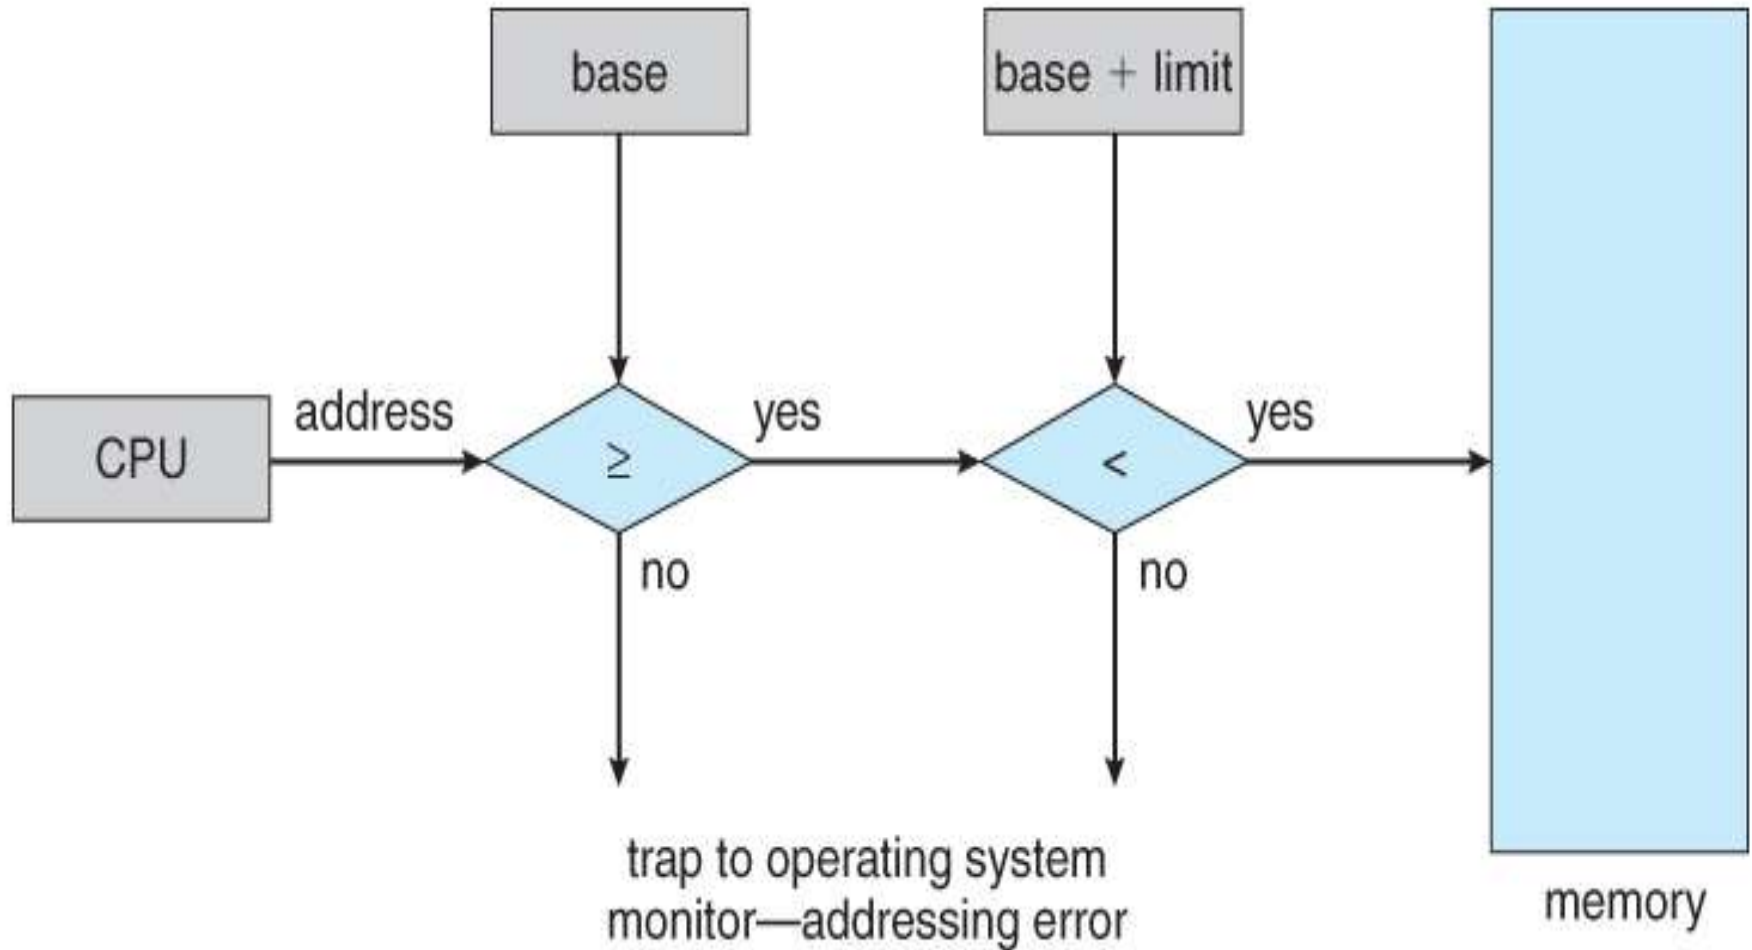 base
base + limit
CPU
address
≥
yes
<
yes
no
no
trap to operating system
monitor—addressing error
memory